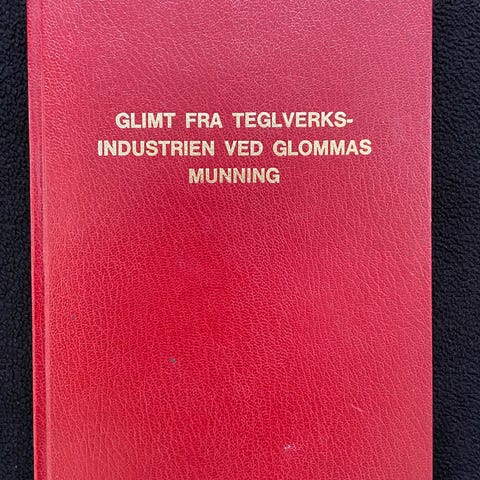 GLIMT FRA TEGLVERKS-
INDUSTRIEN VED GLOMMAS
MUNNING